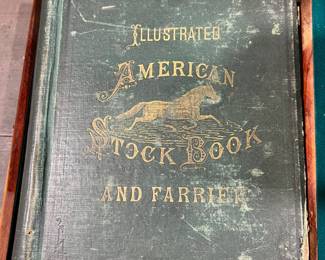 ILLUSTRATED
AMERICAN
STOCK BOOK
AND FARRIER